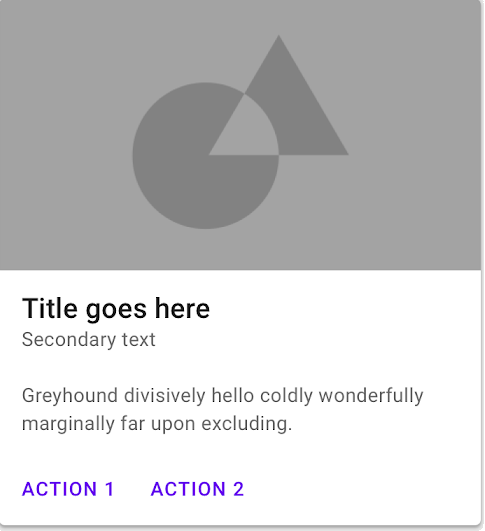 Title goes here
Secondary text
Greyhound divisively hello coldly wonderfully
marginally far upon excluding.
ACTION 1 ACTION 2